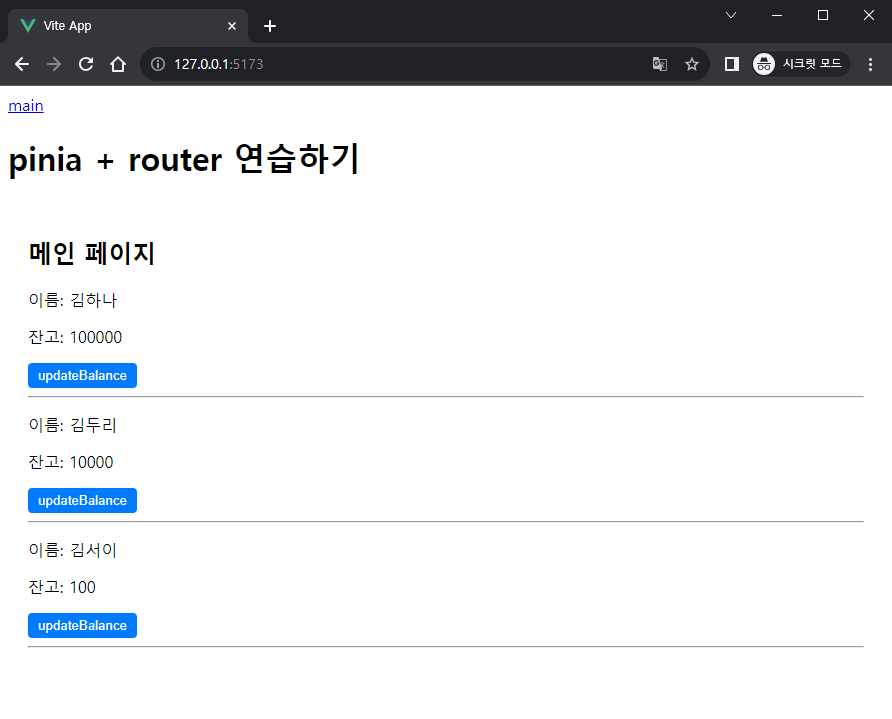 Vite App
127.0.0.1:5173
시크릿 모드
main
pinia + router 연습하기
메인 페이지
이름: 김하나
잔고: 100000
updateBalance
이름: 김두리
잔고: 10000
updateBalance
이름: 김서이
잔고: 100
updateBalance